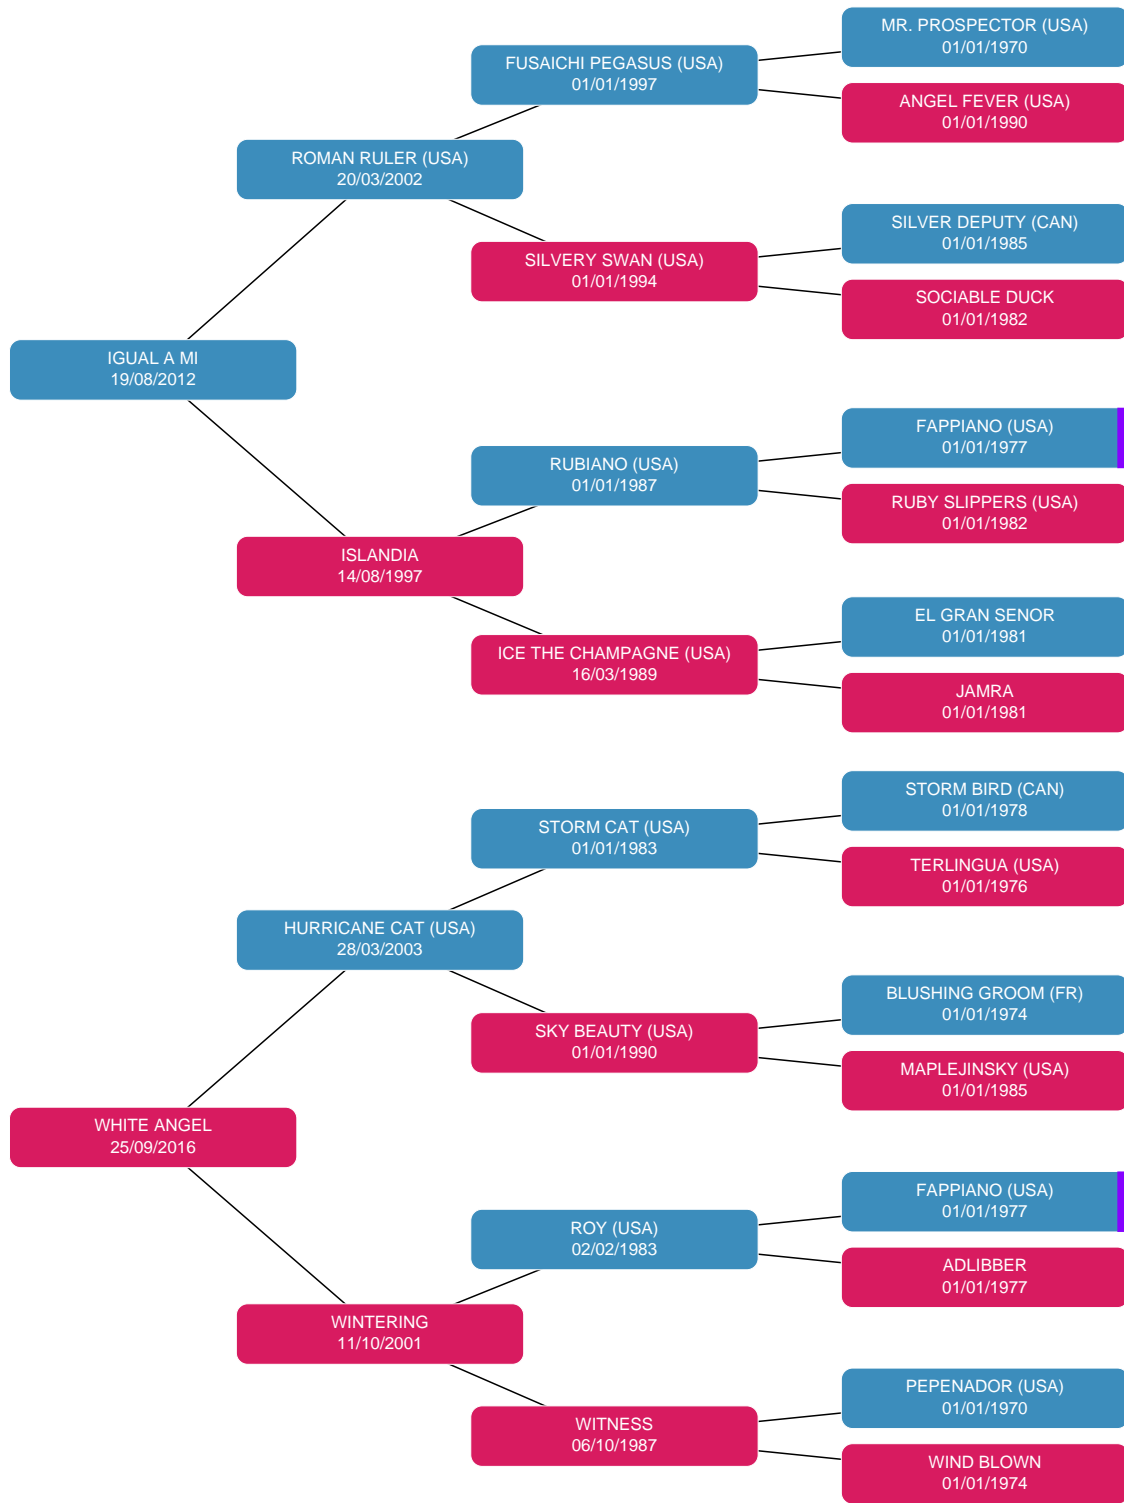 MR. PROSPECTOR (USA)
01/01/1970
FUSAICHI PEGASUS (USA)
01/01/1997
ANGEL FEVER (USA)
01/01/1990
ROMAN RULER (USA)
20/03/2002
SILVER DEPUTY (CAN)
01/01/1985
SILVERY SWAN (USA)
01/01/1994
SOCIABLE DUCK
01/01/1982
IGUAL A MI
19/08/2012
FAPPIANO (USA)
01/01/1977
RUBIANO (USA)
01/01/1987
RUBY SLIPPERS (USA)
01/01/1982
ISLANDIA
14/08/1997
EL GRAN SENOR
01/01/1981
ICE THE CHAMPAGNE (USA)
16/03/1989
JAMRA
01/01/1981
STORM BIRD (CAN)
01/01/1978
STORM CAT (USA)
01/01/1983
TERLINGUA (USA)
01/01/1976
HURRICANE CAT (USA)
28/03/2003
BLUSHING GROOM (FR)
01/01/1974
SKY BEAUTY (USA)
01/01/1990
MAPLEJINSKY (USA)
01/01/1985
WHITE ANGEL
25/09/2016
FAPPIANO (USA)
01/01/1977
ROY (USA)
02/02/1983
ADLIBBER
01/01/1977
WINTERING
11/10/2001
PEPENADOR (USA)
01/01/1970
WITNESS
06/10/1987
WIND BLOWN
01/01/1974